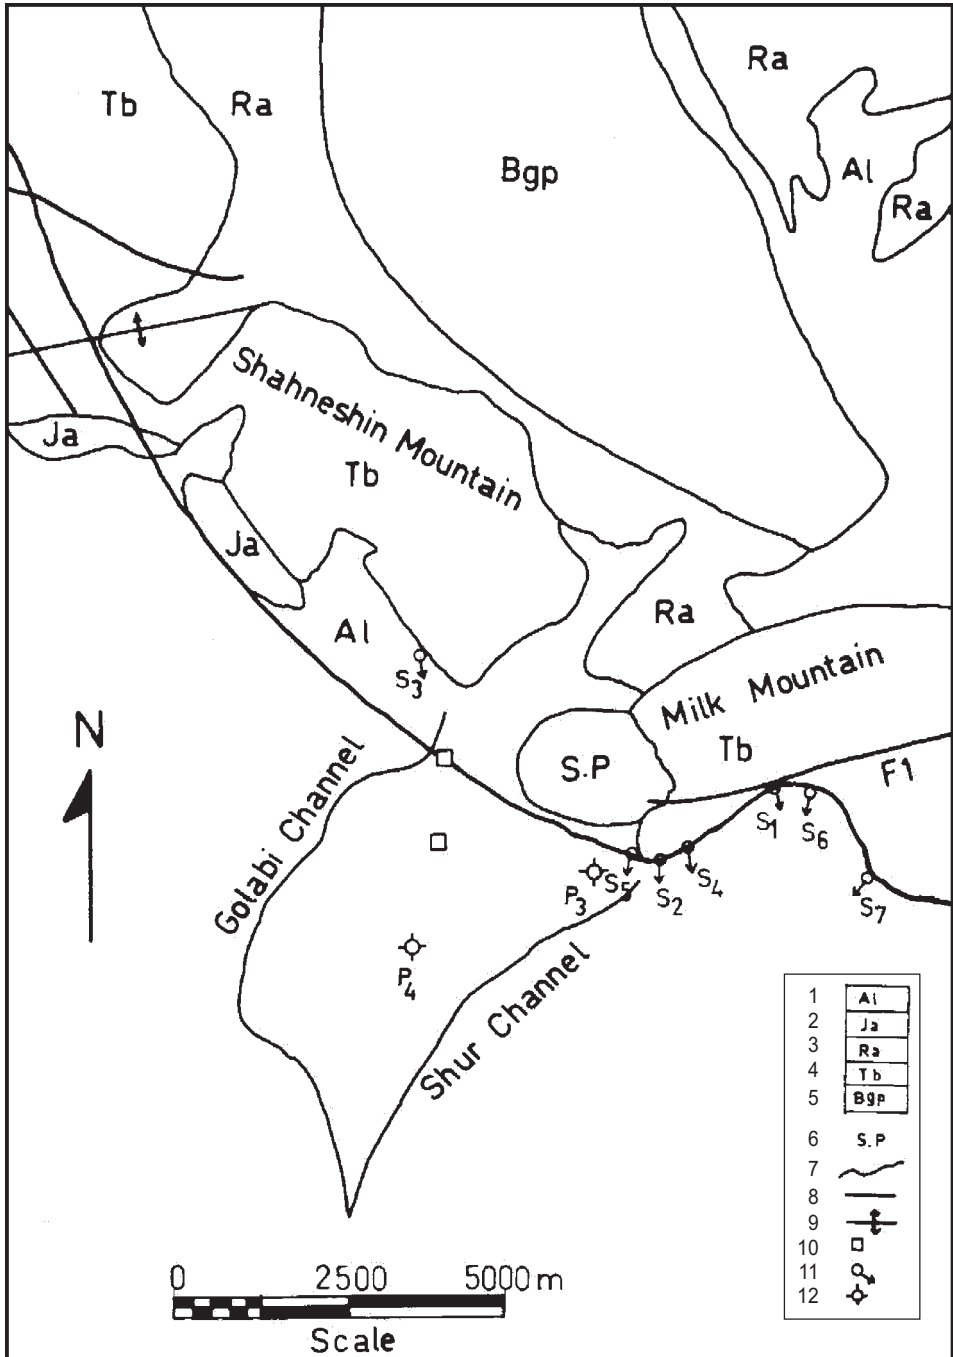 Ra
Tb
Ra
Bgp
Al
Ra
Shahneshin Mountain
Ja
Tb
Ja
Al
Ra
S3
Milk Mountain
N
Tb
S.P
F1
Golabi Channel
S1
S6
P3
S5
S2
S4
S7
P4
Shur Channel
1 Al
2 Ja
3 Ra
4 Tb
5 Bgp
6 S.P
7
8
9
10
11
12
0 2500 5000 m
Scale